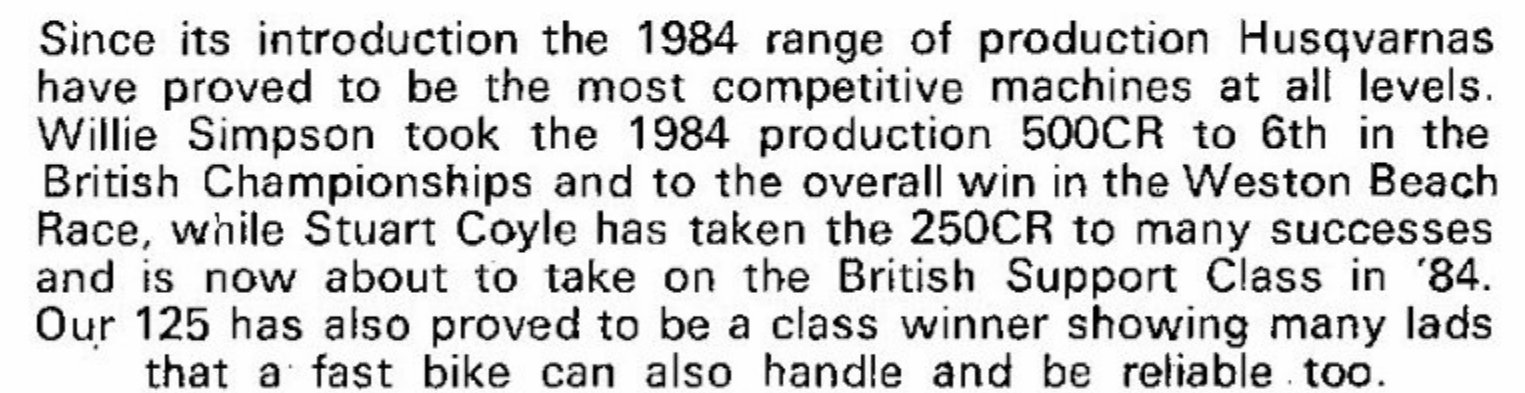 Since its introduction the 1984 range of production Husqvarnas
have proved to be the most competitive machines at all levels.
Willie Simpson took the 1984 production 500CR to 6th in the
British Championships and to the overall win in the Weston Beach
Race, while Stuart Coyle has taken the 250CR to many successes
and is now about to take on the British Support Class in '84.
Our 125 has also proved to be a class winner showing many lads
that a fast bike can also handle and be reliable too.